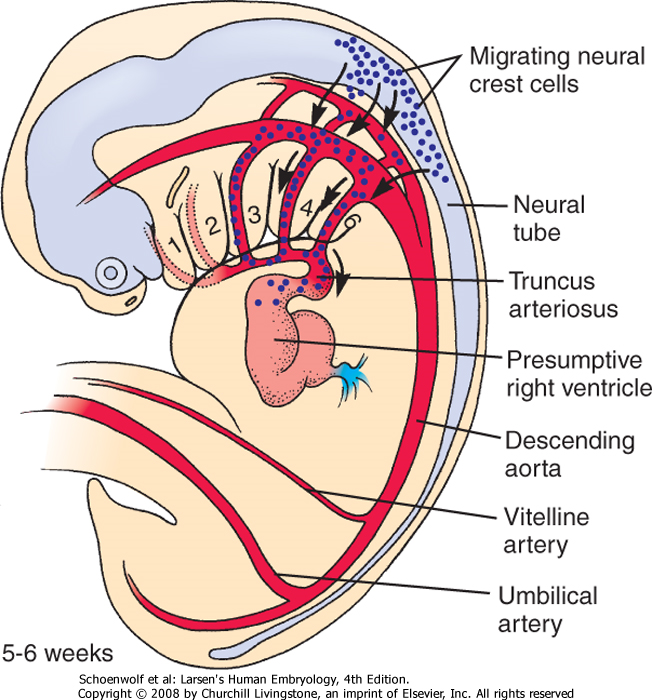 Migrating neural
crest cells
1
2
3
4
6
Neural
tube
Truncus
arteriosus
Presumptive
right ventricle
Descending
aorta
Vitelline
artery
Umbilical
artery
5-6 weeks
Schoenwolf et al: Larsen's Human Embryology, 4th Edition.
Copyright © 2008 by Churchill Livingstone, an imprint of Elsevier, Inc. All rights reserved